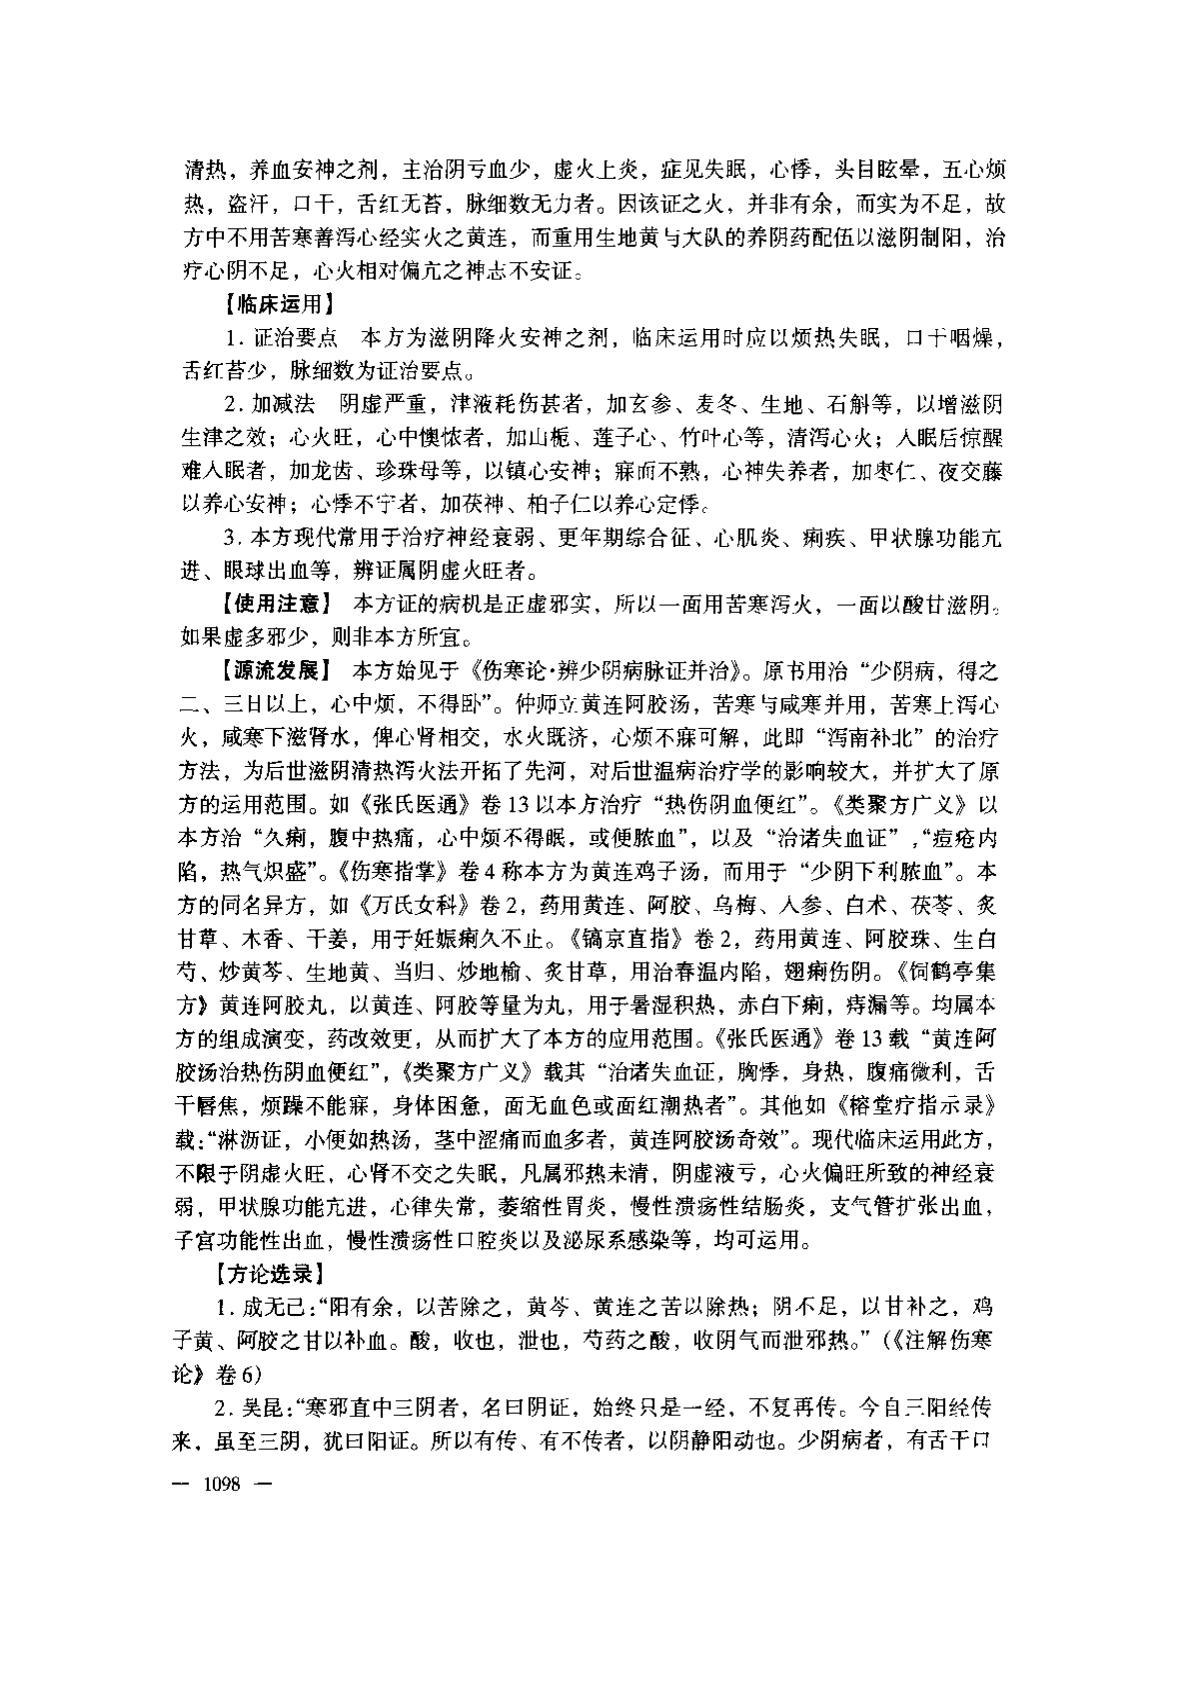 清热，养血安神之剂，主治阴亏血少，虚火上炎，症见失眠，心悸，头目眩晕，五心烦
热，盗汗，口干，舌红无苔，脉细数无力者。因该证之火，并非有余，而实为不足，故
方中不用苦寒善泻心经实火之黄连，而重用生地黄与大队的养阴药配伍以滋阴制阳，治
疗心阴不足，心火相对偏亢之神志不安证。
【临床运用】
1. 证治要点　本方为滋阴降火安神之剂，临床运用时应以烦热失眠，口干咽燥，
舌红苔少，脉细数为证治要点。
2. 加减法　阴虚严重，津液耗伤甚者，加玄参、麦冬、生地、石斛等，以增滋阴
生津之效；心火旺，心中懊侬者，加山栀、莲子心、竹叶心等，清泻心火；入眠后惊醒
难入眠者，加龙齿、珍珠母等，以镇心安神；寐而不熟，心神失养者，加枣仁、夜交藤
以养心安神；心悸不宁者，加茯神、柏子仁以养心定悸。
3. 本方现代常用于治疗神经衰弱、更年期综合征、心肌炎、痢疾、甲状腺功能亢
进、眼球出血等，辨证属阴虚火旺者。
【使用注意】　本方证的病机是正虚邪实，所以一面用苦寒泻火，一面以酸甘滋阴。
如果虚多邪少，则非本方所宜。
【源流发展】　本方始见于《伤寒论·辨少阴病脉证并治》。原书用治“少阴病，得之
二、三日以上，心中烦，不得卧”。仲师立黄连阿胶汤，苦寒与咸寒并用，苦寒上泻心
火，咸寒下滋肾水，俾心肾相交，水火既济，心烦不寐可解，此即“泻南补北”的治疗
方法，为后世滋阴清热泻火法开拓了先河，对后世温病治疗学的影响较大，并扩大了原
方的运用范围。如《张氏医通》卷 13 以本方治疗“热伤阴血便红”。《类聚方广义》以
本方治“久痢，腹中热痛，心中烦不得眠，或便脓血”，以及“治诸失血证”，“痘疮内
陷，热气炽盛”。《伤寒指掌》卷 4 称本方为黄连鸡子汤，而用于“少阴下利脓血”。本
方的同名异方，如《万氏女科》卷 2，药用黄连、阿胶、乌梅、人参、白术、茯苓、炙
甘草、木香、干姜，用于妊娠痢久不止。《镐京直指》卷 2，药用黄连、阿胶珠、生白
芍、炒黄芩、生地黄、当归、炒地榆、炙甘草，用治春温内陷，翅痢伤阴。《饲鹤亭集
方》黄连阿胶丸，以黄连、阿胶等量为丸，用于暑湿积热，赤白下痢，痔漏等。均属本
方的组成演变，药改效更，从而扩大了本方的应用范围。《张氏医通》卷 13 载“黄连阿
胶汤治热伤阴血便红”，《类聚方广义》载其“治诸失血证，胸悸，身热，腹痛微利，舌
干唇焦，烦躁不能寐，身体困惫，面无血色或面红潮热者”。其他如《榕堂疗指示录》
载：“淋沥证，小便如热汤，茎中涩痛而血多者，黄连阿胶汤奇效”。现代临床运用此方，
不限于阴虚火旺，心肾不交之失眠，凡属邪热未清，阴虚液亏，心火偏旺所致的神经衰
弱，甲状腺功能亢进，心律失常，萎缩性胃炎，慢性溃疡性结肠炎，支气管扩张出血，
子宫功能性出血，慢性溃疡性口腔炎以及泌尿系感染等，均可运用。
【方论选录】
1. 成无己：“阳有余，以苦除之，黄芩、黄连之苦以除热；阴不足，以甘补之，鸡
子黄、阿胶之甘以补血。酸，收也，泄也，芍药之酸，收阴气而泄邪热。”（《注解伤寒
论》卷 6）
2. 吴昆：“寒邪直中三阴者，名曰阴证，始终只是一经，不复再传。今自三阳经传
来，虽至三阴，犹曰阳证。所以有传、有不传者，以阴静阳动也。少阴病者，有舌干口
— 1098 —